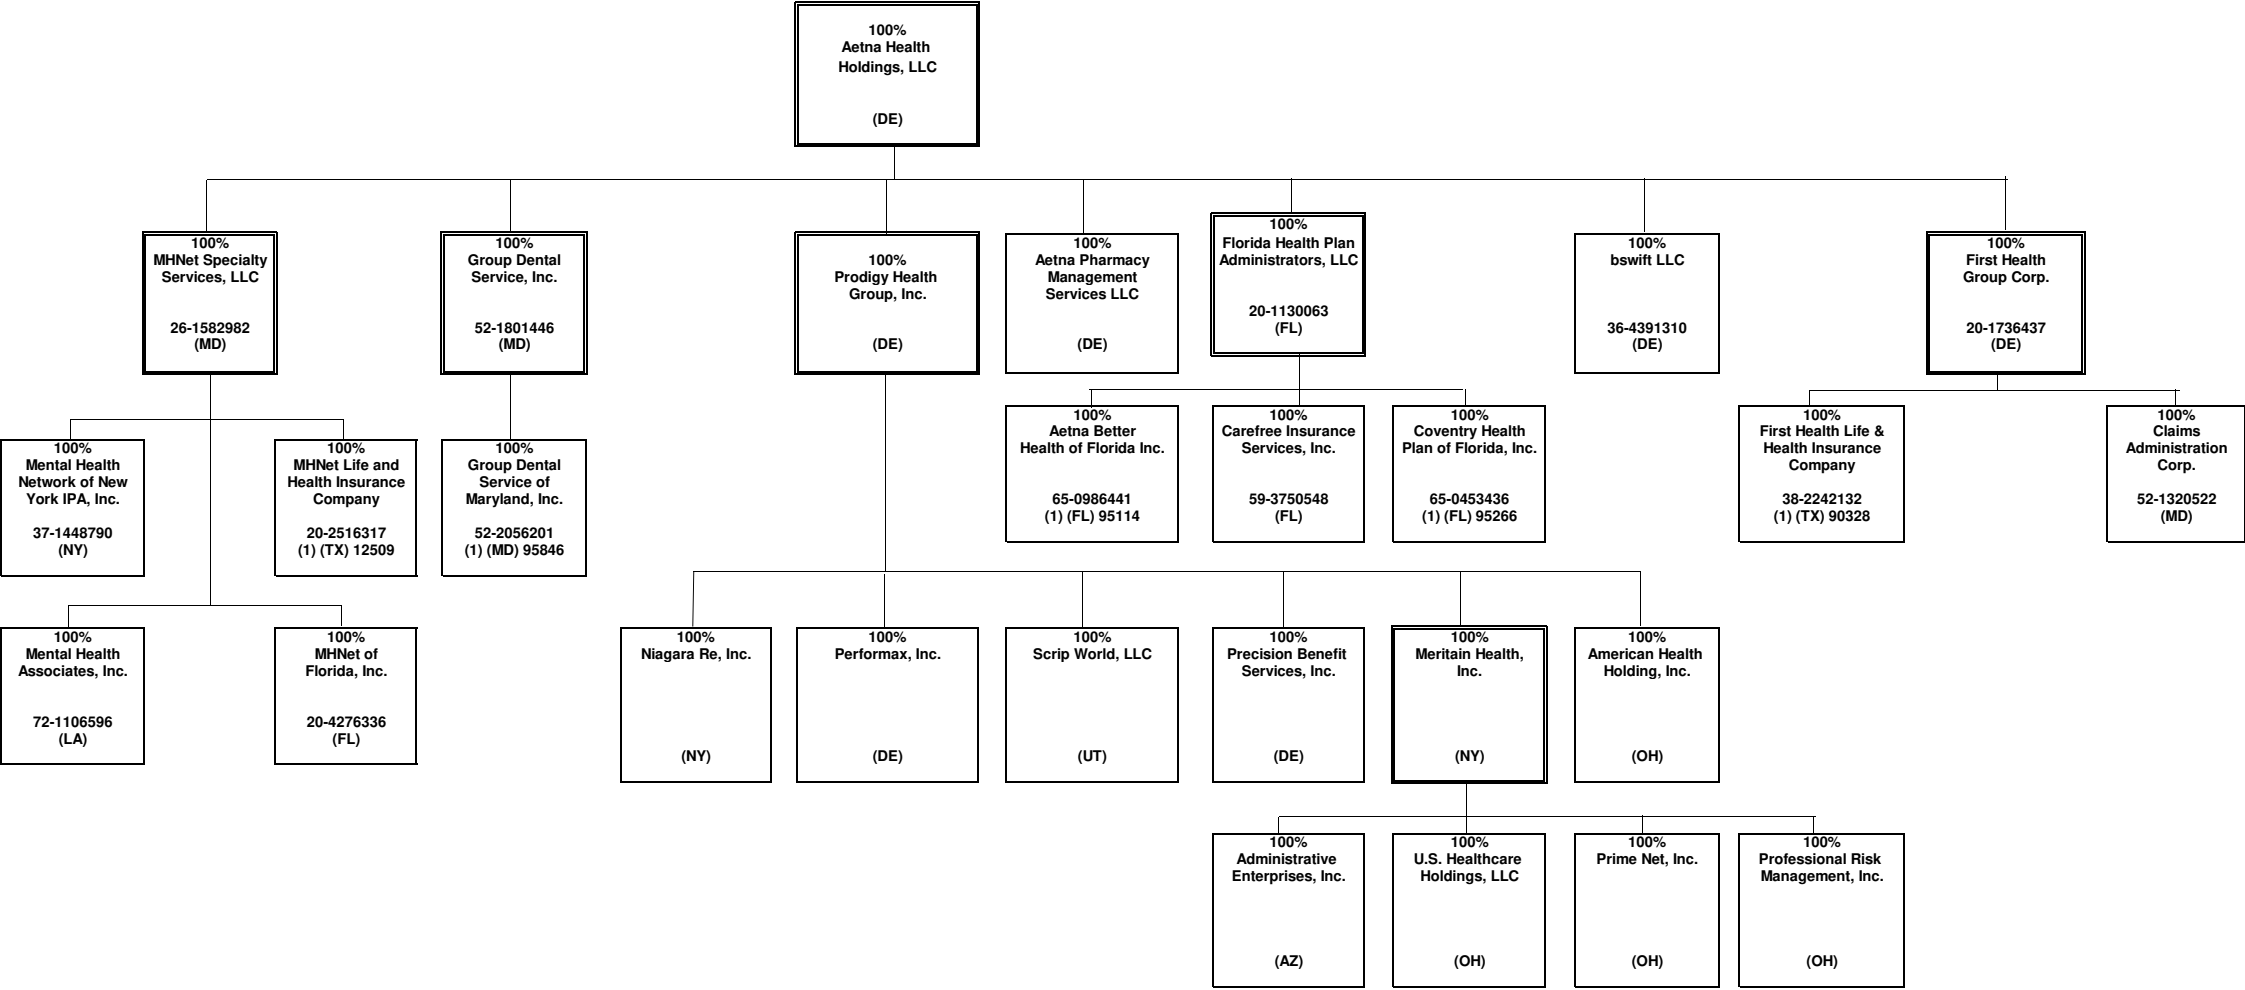 100%
Aetna Health
Holdings, LLC
(DE)
100%
MHNet Specialty
Services, LLC
26-1582982
(MD)
100%
Group Dental
Service, Inc.
52-1801446
(MD)
100%
Prodigy Health
Group, Inc.
(DE)
100%
Aetna Pharmacy
Management
Services LLC
(DE)
100%
Florida Health Plan
Administrators, LLC
20-1130063
(FL)
100%
bswift LLC
36-4391310
(DE)
100%
First Health
Group Corp.
20-1736437
(DE)
100%
Mental Health
Network of New
York IPA, Inc.
37-1448790
(NY)
100%
MHNet Life and
Health Insurance
Company
20-2516317
(1) (TX) 12509
100%
Group Dental
Service of
Maryland, Inc.
52-2056201
(1) (MD) 95846
100%
Aetna Better
Health of Florida Inc.
65-0986441
(1) (FL) 95114
100%
Carefree Insurance
Services, Inc.
59-3750548
(FL)
100%
Coventry Health
Plan of Florida, Inc.
65-0453436
(1) (FL) 95266
100%
First Health Life &
Health Insurance
Company
38-2242132
(1) (TX) 90328
100%
Claims
Administration
Corp.
52-1320522
(MD)
100%
Mental Health
Associates, Inc.
72-1106596
(LA)
100%
MHNet of
Florida, Inc.
20-4276336
(FL)
100%
Niagara Re, Inc.
(NY)
100%
Performax, Inc.
(DE)
100%
Scrip World, LLC
(UT)
100%
Precision Benefit
Services, Inc.
(DE)
100%
Meritain Health,
Inc.
(NY)
100%
American Health
Holding, Inc.
(OH)
100%
Administrative
Enterprises, Inc.
(AZ)
100%
U.S. Healthcare
Holdings, LLC
(OH)
100%
Prime Net, Inc.
(OH)
100%
Professional Risk
Management, Inc.
(OH)